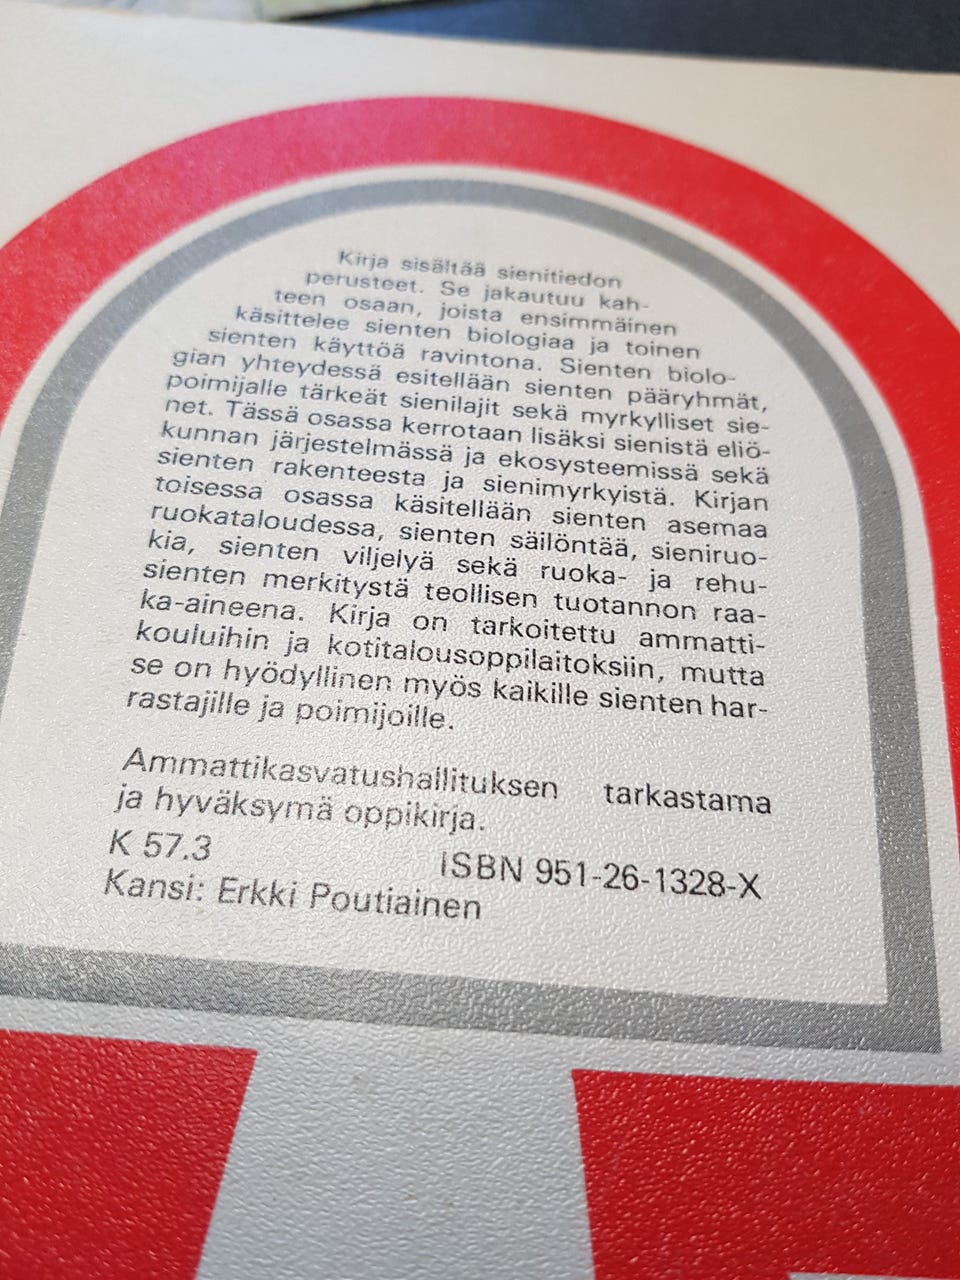 Kirja sisältää sienitiedon
perusteet. Se jakautuu kah-
teen osaan, joista ensimmäinen
käsittelee sienten biologiaa ja toinen
sienten käyttöä ravintona. Sienten biolo-
gian yhteydessä esitellään sienten pääryhmät,
poimijalle tärkeät sienilajit sekä myrkylliset sie-
net. Tässä osassa kerrotaan lisäksi sienistä eliö-
kunnan järjestelmässä ja ekosysteemissä sekä
sienten rakenteesta ja sienimyrkyistä. Kirjan
toisessa osassa käsitellään sienten asemaa
ruokataloudessa, sienten säilöntää, sieniruo-
kia, sienten viljelyä sekä ruoka- ja rehu-
sienten merkitystä teollisen tuotannon raa-
ka-aineena. Kirja on tarkoitettu ammatti-
kouluihin ja kotitalousoppilaitoksiin, mutta
se on hyödyllinen myös kaikille sienten har-
rastajille ja poimijoille.
Ammattikasvatushallituksen tarkastama
ja hyväksymä oppikirja.
K 57.3 ISBN 951-26-1328-X
Kansi: Erkki Poutiainen